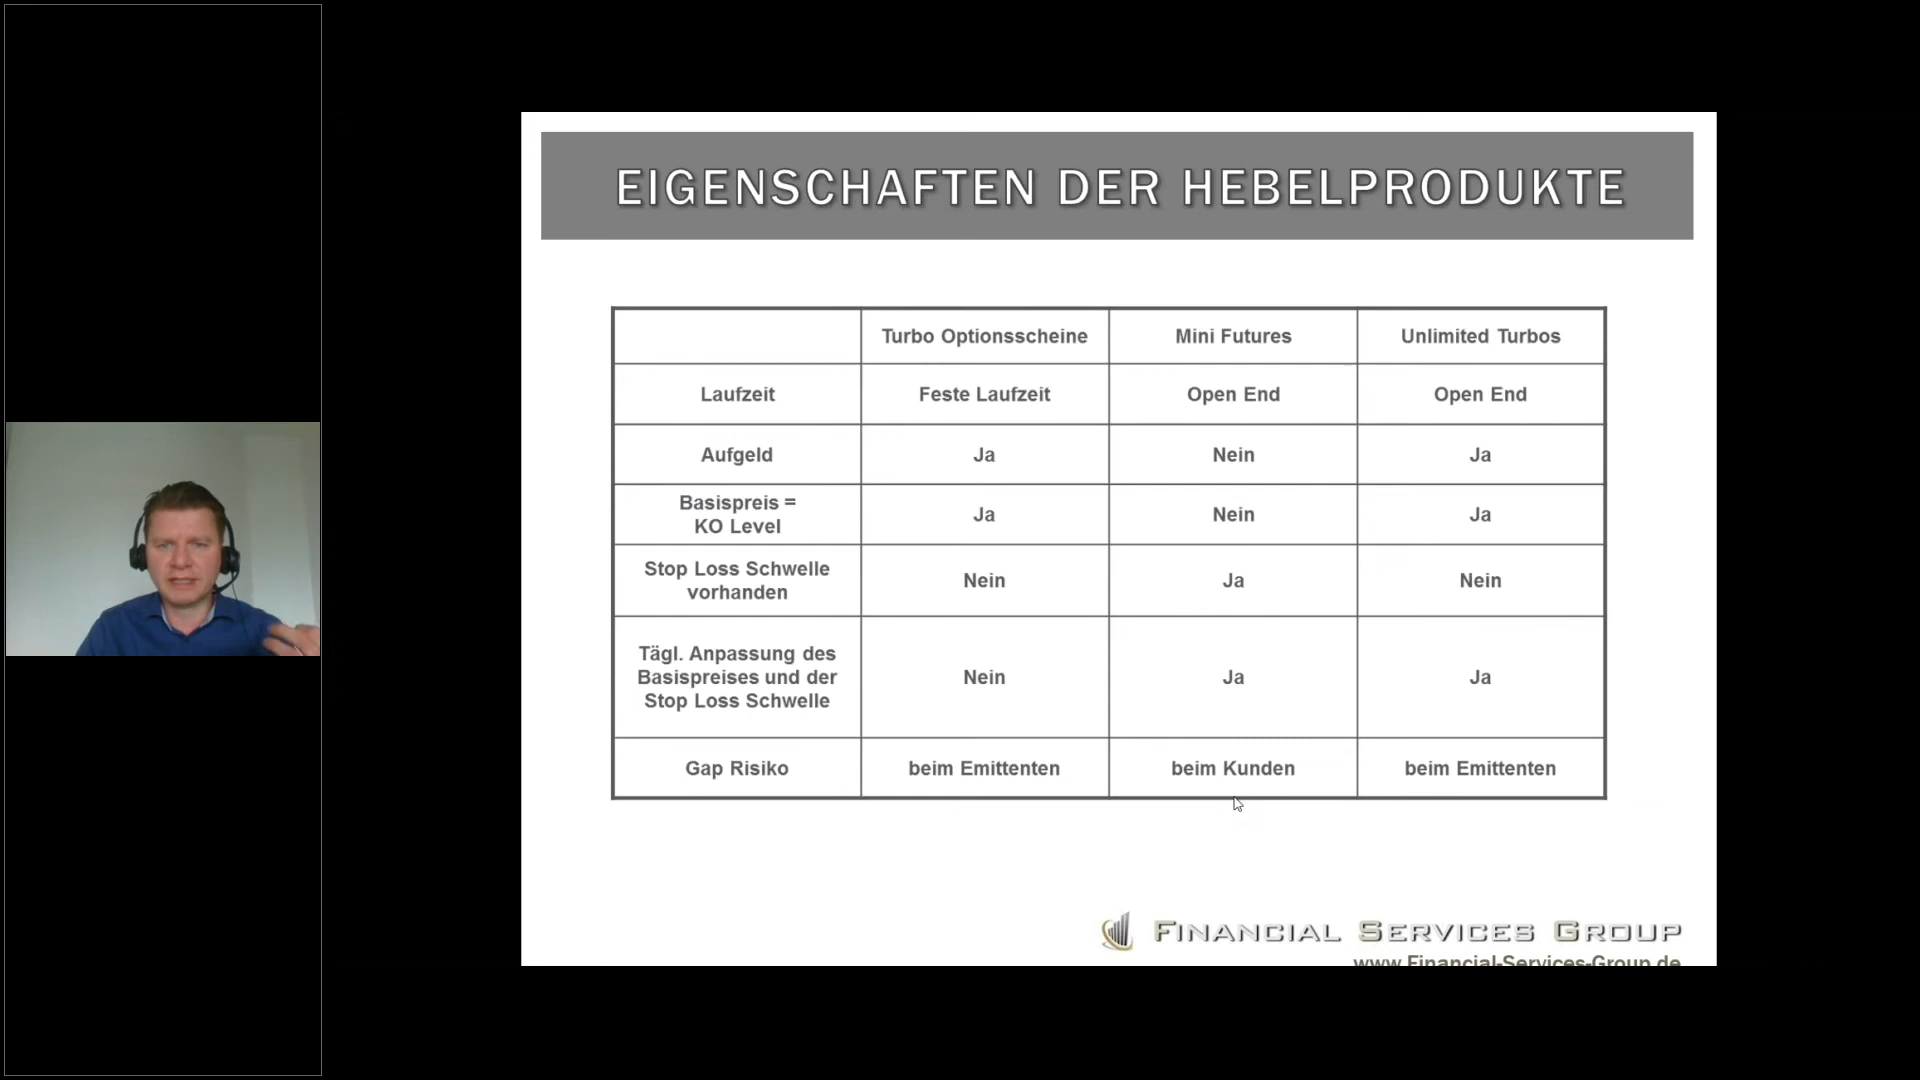 EIGENSCHAFTEN DER HEBELPRODUKTE
Turbo Optionsscheine Mini Futures Unlimited Turbos
Laufzeit Feste Laufzeit Open End Open End
Aufgeld Ja Nein Ja
Basispreis =
KO Level Ja Nein Ja
Stop Loss Schwelle
vorhanden Nein Ja Nein
Tägl. Anpassung des
Basispreises und der
Stop Loss Schwelle Nein Ja Ja
Gap Risiko beim Emittenten beim Kunden beim Emittenten
FINANCIAL SERVICES GROUP
www.Financial-Services-Group.de